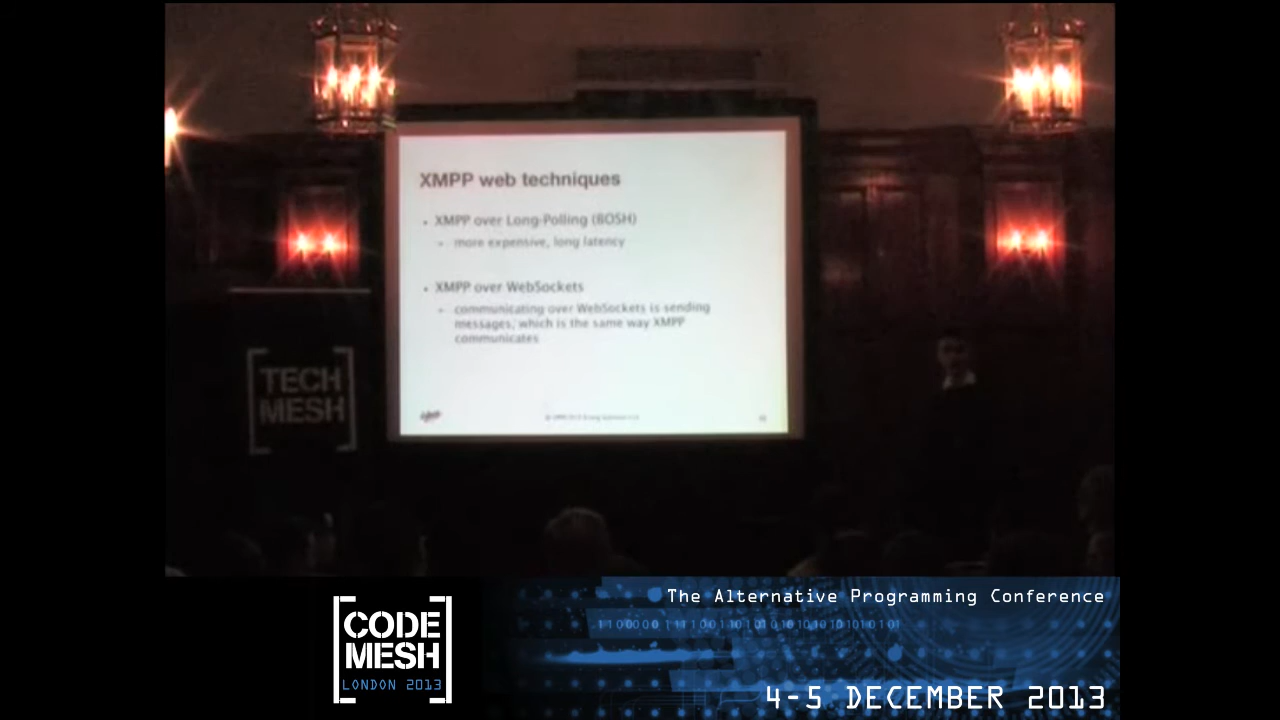 XMPP web techniques
• XMPP over Long-Polling (BOSH)
- more expensive, long latency
• XMPP over WebSockets
- communicating over WebSockets is sending
messages, which is the same way XMPP
communicates
[TECH
MESH]
[CODE
MESH]
LONDON 2013
The Alternative Programming Conference
4-5 DECEMBER 2013